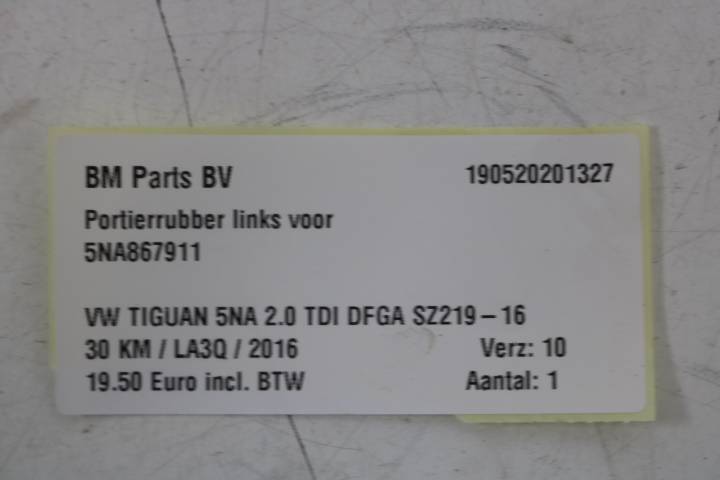 BM Parts BV 190520201327
Portierrubber links voor
5NA867911
VW TIGUAN 5NA 2.0 TDI DFGA SZ219-16
30 KM / LA3Q / 2016 Verz: 10
19.50 Euro incl. BTW Aantal: 1